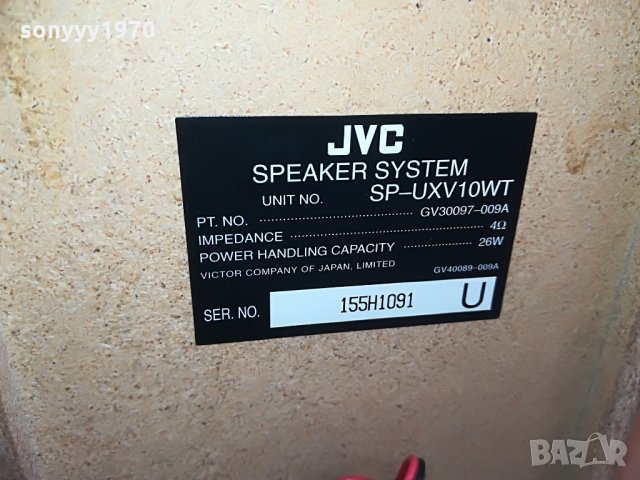 sonyyy1970
JVC
SPEAKER SYSTEM
UNIT NO. SP-UXV10WT
PT. NO. GV30097-009A
IMPEDANCE 4Ω
POWER HANDLING CAPACITY 26W
VICTOR COMPANY OF JAPAN, LIMITED GV40089-009A
SER. NO. 155H1091 U
BAZAR